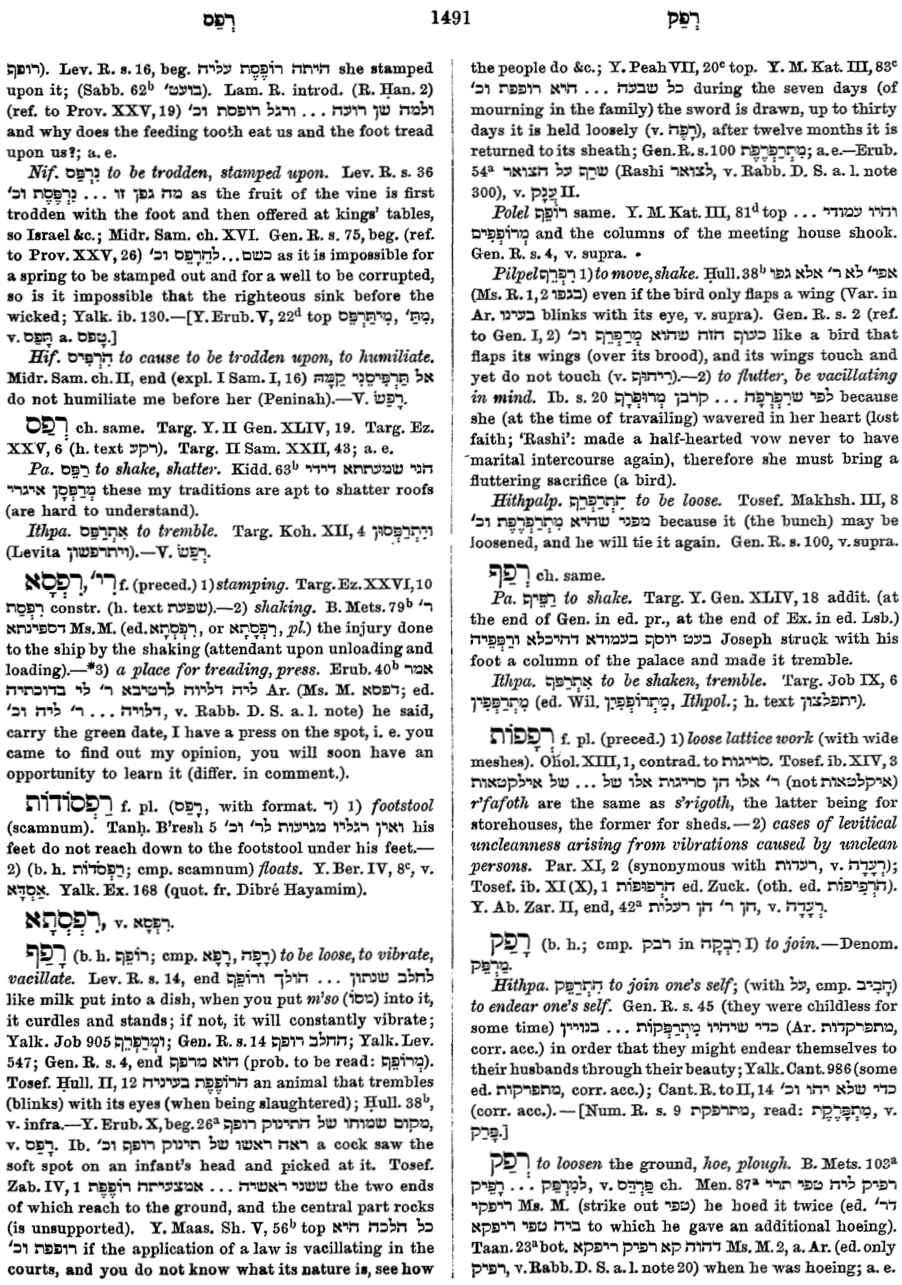 רְפַס 1491 רְפַק
רופף). Lev. R. s. 16, beg. היתה רוֹפֶסֶת עליה she stamped
upon it; (Sabb. 62ᵇ בועט׳). Lam. R. introd. (R. Ḥan. 2)
(ref. to Prov. XXV, 19) ולמה שן רועה ... ורגל רופסת וכ׳
and why does the feeding tooth eat us and the foot tread
upon us?; a. e.
Nif. נִרְפַּס to be trodden, stamped upon. Lev. R. s. 36
מה גפן זו ... נִרְפֶּסֶת וכ׳ as the fruit of the vine is first
trodden with the foot and then offered at kings' tables,
so Israel &c.; Midr. Sam. ch. XVI. Gen. R. s. 75, beg. (ref.
to Prov. XXV, 26) כשם ... לְהֵרָפֵס וכ׳ as it is impossible for
a spring to be stamped out and for a well to be corrupted,
so is it impossible that the righteous sink before the
wicked; Yalk. ib. 130.—[Y. Erub. V, 22ᵈ top מִיתַּרְפֵּס, מִתַּ׳,
v. תָּפַס a. טפס.]
Hif. הִרְפִּיס to cause to be trodden upon, to humiliate.
Midr. Sam. ch. II, end (expl. I Sam. I, 16) אל תַּרְפִּיסֵנִי קַמָּהּ
do not humiliate me before her (Peninah).—V. רָפַשׂ.
רְפַס ch. same. Targ. Y. II Gen. XLIV, 19. Targ. Ez.
XXV, 6 (h. text רקע). Targ. II Sam. XXII, 43; a. e.
Pa. רַפֵּס to shake, shatter. Kidd. 63ᵇ הני שמעתתא דידי
מְרַפְּסָן איגרי these my traditions are apt to shatter roofs
(are hard to understand).
Ithpa. אִתְרַפַּס to tremble. Targ. Koh. XII, 4 וְיִתְרַפְּסוּן
(Levita ויתרפשון).—V. רְפַשׂ.
רִפְסָא, רִי׳ f. (preced.) 1) stamping. Targ. Ez. XXVI, 10
רִפְסַת constr. (h. text שפעת).—2) shaking. B. Mets. 79ᵇ ר׳
דספינתא Ms. M. (ed. רִפְסְתָא, or רִפְסָתָא, pl.) the injury done
to the ship by the shaking (attendant upon unloading and
loading).—*3) a place for treading, press. Erub. 40ᵇ אמר
ליה דליוה לרטיבא ר׳ לי בדוכתיה Ar. (Ms. M. דפסא; ed.
דלוייה ... ר׳ ליה וכ׳, v. Rabb. D. S. a. l. note) he said,
carry the green date, I have a press on the spot, i. e. you
came to find out my opinion, you will soon have an
opportunity to learn it (differ. in comment.).
רַפְסוֹדוֹת f. pl. (רָפַס, with format. ד) 1) footstool
(scamnum). Tanḥ. B'resh 5 ואין רגליו מגיעות לר׳ וכ׳ his
feet do not reach down to the footstool under his feet.—
2) (b. h. רַפְסֹדוֹת; cmp. scamnum) floats. Y. Ber. IV, 8ᶜ, v.
אַסְדָּא. Yalk. Ex. 168 (quot. fr. Dibré Hayamim).
רִפְסְתָא, v. רִפְסָא.
רָפַף (b. h. רוֹפֵף; cmp. רָפָא, רָפָה) to be loose, to vibrate,
vacillate. Lev. R. s. 14, end לחלב שנתון ... הולך ורוֹפֵף
like milk put into a dish, when you put m'so (מסו) into it,
it curdles and stands; if not, it will constantly vibrate;
Yalk. Job 905 וּמְרַפְרֵף; Gen. R. s. 14 החלב רופף; Yalk. Lev.
547; Gen. R. s. 4, end הוא מרפף (prob. to be read: מְרוֹפֵף).
Tosef. Ḥull. II, 12 הרוֹפֶפֶת בעיניה an animal that trembles
(blinks) with its eyes (when being slaughtered); Ḥull. 38ᵇ,
v. infra.—Y. Erub. X, beg. 26ᵃ מקום שמוחו של התינוק רופף,
v. רָפַס. Ib. ראה ראשו של תינוק רופף וכ׳ a cock saw the
soft spot on an infant's head and picked at it. Tosef.
Zab. IV, 1 ששני ראשיה ... אמצעיתה רוֹפֶפֶת the two ends
of which reach to the ground, and the central part rocks
(is unsupported). Y. Maas. Sh. V, 56ᵇ top כל הלכה היא
רופפת וכ׳ if the application of a law is vacillating in the
courts, and you do not know what its nature is, see how
the people do &c.; Y. Peah VII, 20ᶜ top. Y. M. Kat. III, 83ᶜ
כל שבעה ... היא רופפת וכ׳ during the seven days (of
mourning in the family) the sword is drawn, up to thirty
days it is held loosely (v. רָפָה), after twelve months it is
returned to its sheath; Gen. R. s. 100 מִתְרַפְרֶפֶת; a. e.—Erub.
54ᵃ שרָף על הצואר (Rashi לצואר, v. Rabb. D. S. a. l. note
300), v. עֲנָק II.
Polel רוֹפֵף same. Y. M. Kat. III, 81ᵈ top ... והיו עמודי
מְרוֹפְפִים and the columns of the meeting house shook.
Gen. R. s. 4, v. supra.
Pilpel רִפְרֵף 1) to move, shake. Ḥull. 38ᵇ אפי׳ לא ר׳ אלא גפו
(Ms. R. 1, 2 בגפו) even if the bird only flaps a wing (Var. in
Ar. בעינו blinks with its eye, v. supra). Gen. R. s. 2 (ref.
to Gen. I, 2) כעוף הזה שהוא מְרַפְרֵף וכ׳ like a bird that
flaps its wings (over its brood), and its wings touch and
yet do not touch (v. רִיחוּף).—2) to flutter, be vacillating
in mind. Ib. s. 20 לפי שרִפְרְפָה ... קרבן מְרוּפְרָף because
she (at the time of travailing) wavered in her heart (lost
faith; 'Rashi': made a half-hearted vow never to have
marital intercourse again), therefore she must bring a
fluttering sacrifice (a bird).
Hithpalp. הִתְרַפְרֵף to be loose. Tosef. Makhsh. III, 8
מפני שהיא מִתְרַפְרֶפֶת וכ׳ because it (the bunch) may be
loosened, and he will tie it again. Gen. R. s. 100, v. supra.
רְפַף ch. same.
Pa. רַפֵּיף to shake. Targ. Y. Gen. XLIV, 18 addit. (at
the end of Gen. in ed. pr., at the end of Ex. in ed. Lsb.)
בעט יוסף בעמודא דהיכלא ורַפְּפֵיהּ Joseph struck with his
foot a column of the palace and made it tremble.
Ithpa. אִתְרַפַּף to be shaken, tremble. Targ. Job IX, 6
מִתְרַפְּפִין (ed. Wil. מִתְרוֹפְפִין, Ithpol.; h. text יתפלצון).
רְפָפוֹת f. pl. (preced.) 1) loose lattice work (with wide
meshes). Ohol. XIII, 1, contrad. to סריגות. Tosef. ib. XIV, 3
ר׳ אלו הן סריגות אלו של ... של אילקטאות (not איקלטאות)
r'fafoth are the same as s'rigoth, the latter being for
storehouses, the former for sheds.—2) cases of levitical
uncleanness arising from vibrations caused by unclean
persons. Par. XI, 2 (synonymous with רעדות, v. רְעָדָה);
Tosef. ib. XI (X), 1 הרפופות ed. Zuck. (oth. ed. הרְפִיפוֹת).
Y. Ab. Zar. II, end, 42ᵃ הן ר׳ הן רעלות, v. רְעָדָה.
רָפַק (b. h.; cmp. רבק in רִבְקָה I) to join.—Denom.
מַרְפֵּק.
Hithpa. הִתְרַפֵּק to join one's self; (with על, cmp. חָבִיב)
to endear one's self. Gen. R. s. 45 (they were childless for
some time) כדי שיהיו מִתְרַפְּקוֹת ... בנויין (Ar. מתפרקדות,
corr. acc.) in order that they might endear themselves to
their husbands through their beauty; Yalk. Cant. 986 (some
ed. מתפרקות, corr. acc.); Cant. R. to II, 14 כדי שלא יהו וכ׳
(corr. acc.).—[Num. R. s. 9 מתרפקת, read: מִתְפָּרֶקֶת, v.
פָּרַק.]
רְפַק to loosen the ground, hoe, plough. B. Mets. 103ᵃ
למִרְפַּק ... רְפֵיק, v. פַּרְדֵּס ch. Men. 87ᵃ רפיק ליה טפי תרי
ריפקי Ms. M. (strike out טפי) he hoed it twice (ed. דר׳
ביה טפי ריפקא to which he gave an additional hoeing).
Taan. 23ᵃ bot. דהוה קא רפיק ריפקא Ms. M. 2, a. Ar. (ed. only
רפיק, v. Rabb. D. S. a. l. note 20) when he was hoeing; a. e.